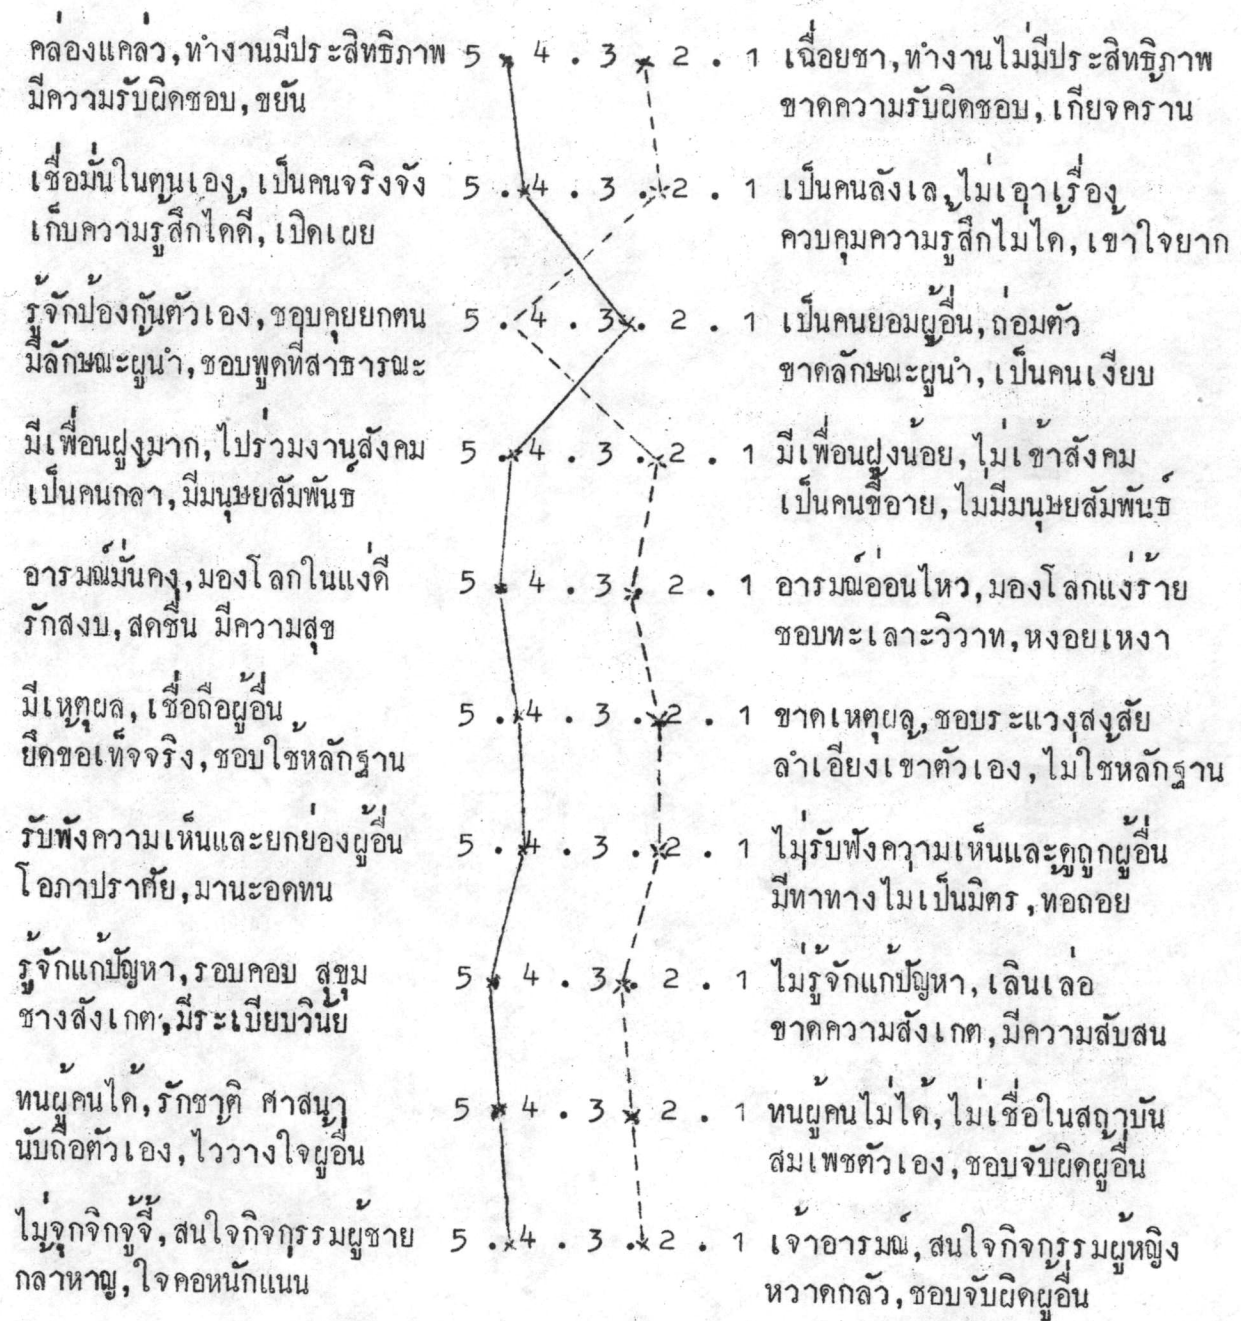 คล่องแคล่ว,ทำงานมีประสิทธิภาพ 5 . 4 . 3 . 2 . 1 เฉื่อยชา,ทำงานไม่มีประสิทธิภาพ
มีความรับผิดชอบ,ขยัน ขาดความรับผิดชอบ,เกียจคร้าน
เชื่อมั่นในตนเอง, เป็นคนจริงจัง 5 . 4 . 3 . 2 . 1 เป็นคนลังเล,ไม่เอาเรื่อง
เก็บความรู้สึกได้ดี, เปิดเผย ควบคุมความรู้สึกไม่ได้, เข้าใจยาก
รู้จักป้องกันตัวเอง,ชอบคุยยกตน 5 . 4 . 3 . 2 . 1 เป็นคนยอมผู้อื่น,ถ่อมตัว
มีลักษณะผู้นำ,ชอบพูดที่สาธารณะ ขาดลักษณะผู้นำ, เป็นคนเงียบ
มีเพื่อนฝูงมาก,ไปร่วมงานสังคม 5 . 4 . 3 . 2 . 1 มีเพื่อนฝูงน้อย,ไม่เข้าสังคม
เป็นคนกล้า,มีมนุษยสัมพันธ์ เป็นคนขี้อาย,ไม่มีมนุษยสัมพันธ์
อารมณ์มั่นคง,มองโลกในแง่ดี 5 . 4 . 3 . 2 . 1 อารมณ์อ่อนไหว,มองโลกแง่ร้าย
รักสงบ,สดชื่น มีความสุข ชอบทะเลาะวิวาท,หงอยเหงา
มีเหตุผล, เชื่อถือผู้อื่น 5 . 4 . 3 . 2 . 1 ขาดเหตุผล,ชอบระแวงสงสัย
ยึดข้อเท็จจริง,ชอบใช้หลักฐาน ลำเอียงเข้าตัวเอง,ไม่ใช้หลักฐาน
รับฟังความเห็นและยกย่องผู้อื่น 5 . 4 . 3 . 2 . 1 ไม่รับฟังความเห็นและดูถูกผู้อื่น
โอภาปราศัย,มานะอดทน มีท่าทางไม่เป็นมิตร,ท้อถอย
รู้จักแก้ปัญหา,รอบคอบ สุขุม 5 . 4 . 3 . 2 . 1 ไม่รู้จักแก้ปัญหา, เลินเล่อ
ช่างสังเกต,มีระเบียบวินัย ขาดความสังเกต,มีความสับสน
ทนผู้คนได้,รักชาติ ศาสนา 5 . 4 . 3 . 2 . 1 ทนผู้คนไม่ได้,ไม่เชื่อในสถาบัน
นับถือตัวเอง,ไว้วางใจผู้อื่น สมเพชตัวเอง,ชอบจับผิดผู้อื่น
ไม่จุกจิกจู้จี้,สนใจกิจกรรมผู้ชาย 5 . 4 . 3 . 2 . 1 เจ้าอารมณ์,สนใจกิจกรรมผู้หญิง
กล้าหาญ,ใจคอหนักแนน หวาดกลัว,ชอบจับผิดผู้อื่น